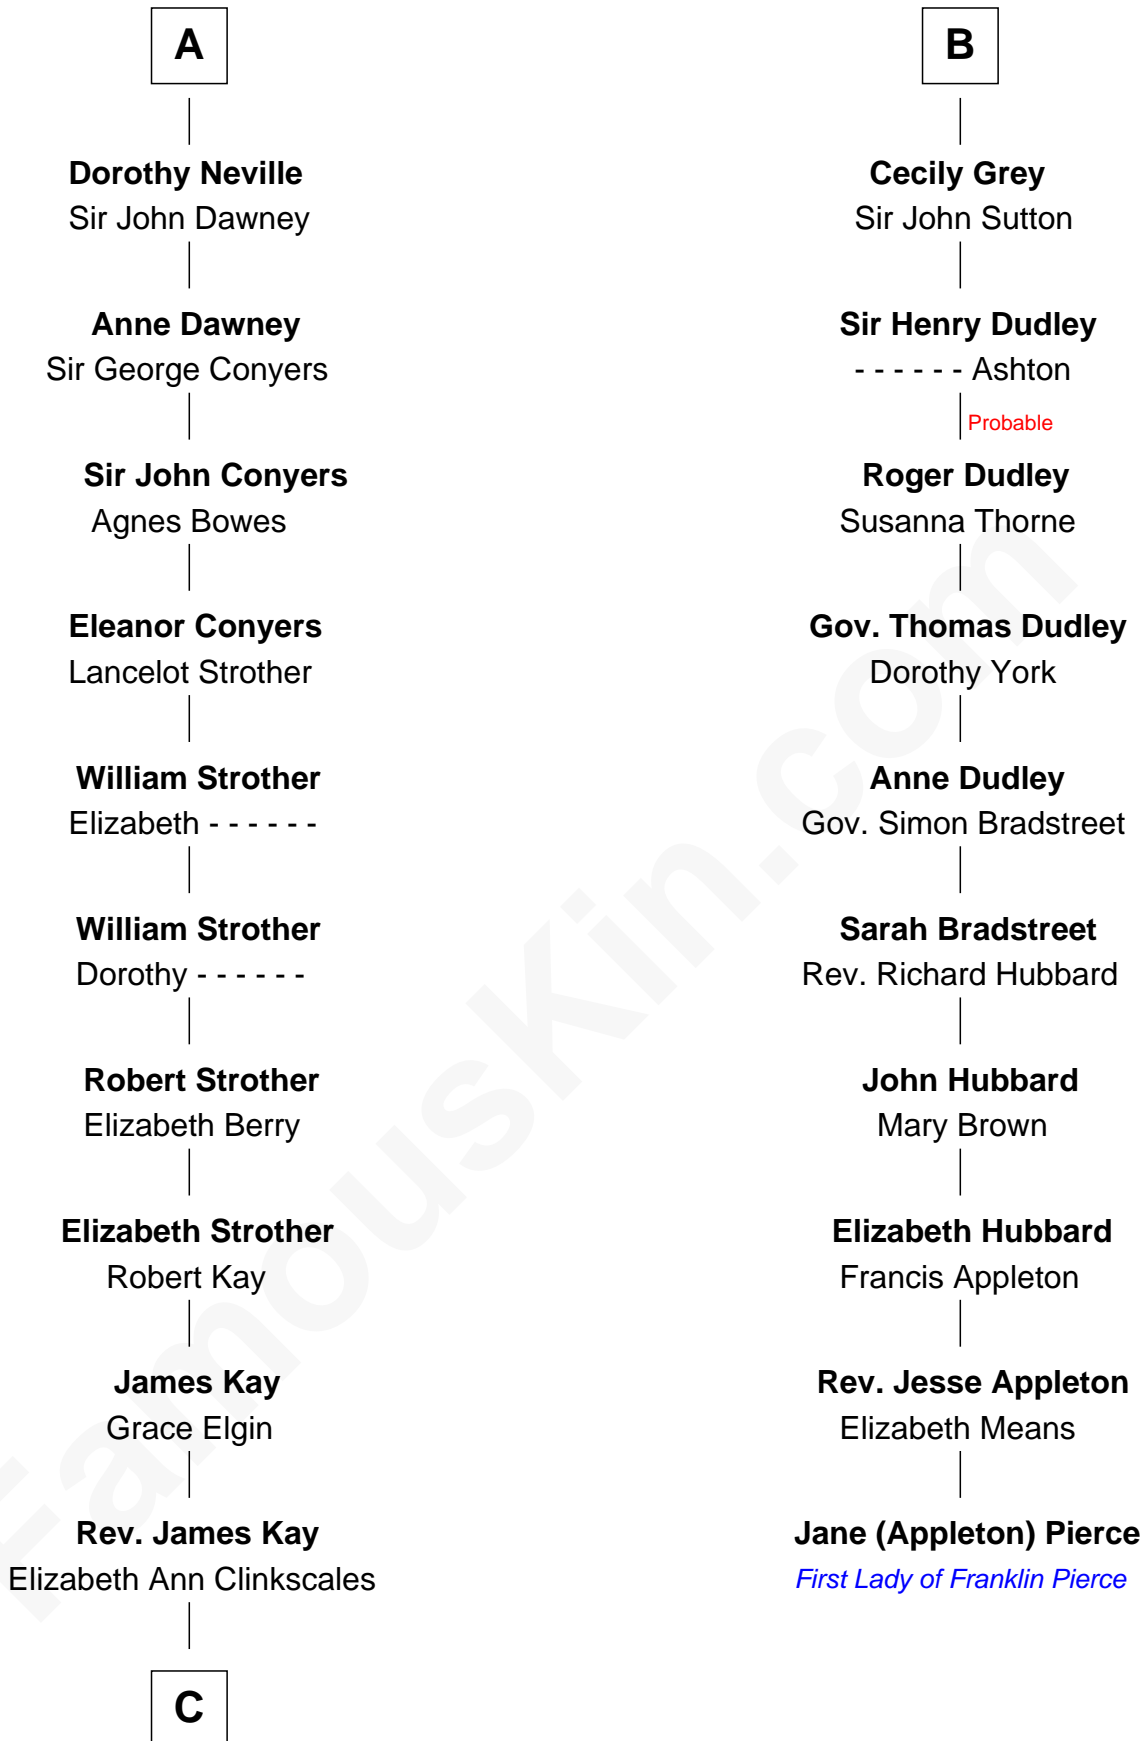 A
Dorothy Neville
Sir John Dawney
Anne Dawney
Sir George Conyers
Sir John Conyers
Agnes Bowes
Eleanor Conyers
Lancelot Strother
William Strother
Elizabeth - - - - - -
William Strother
Dorothy - - - - - -
Robert Strother
Elizabeth Berry
Elizabeth Strother
Robert Kay
James Kay
Grace Elgin
Rev. James Kay
Elizabeth Ann Clinkscales
C
B
Cecily Grey
Sir John Sutton
Sir Henry Dudley
- - - - - - Ashton
Probable
Roger Dudley
Susanna Thorne
Gov. Thomas Dudley
Dorothy York
Anne Dudley
Gov. Simon Bradstreet
Sarah Bradstreet
Rev. Richard Hubbard
John Hubbard
Mary Brown
Elizabeth Hubbard
Francis Appleton
Rev. Jesse Appleton
Elizabeth Means
Jane (Appleton) Pierce
First Lady of Franklin Pierce
FamousKin.com